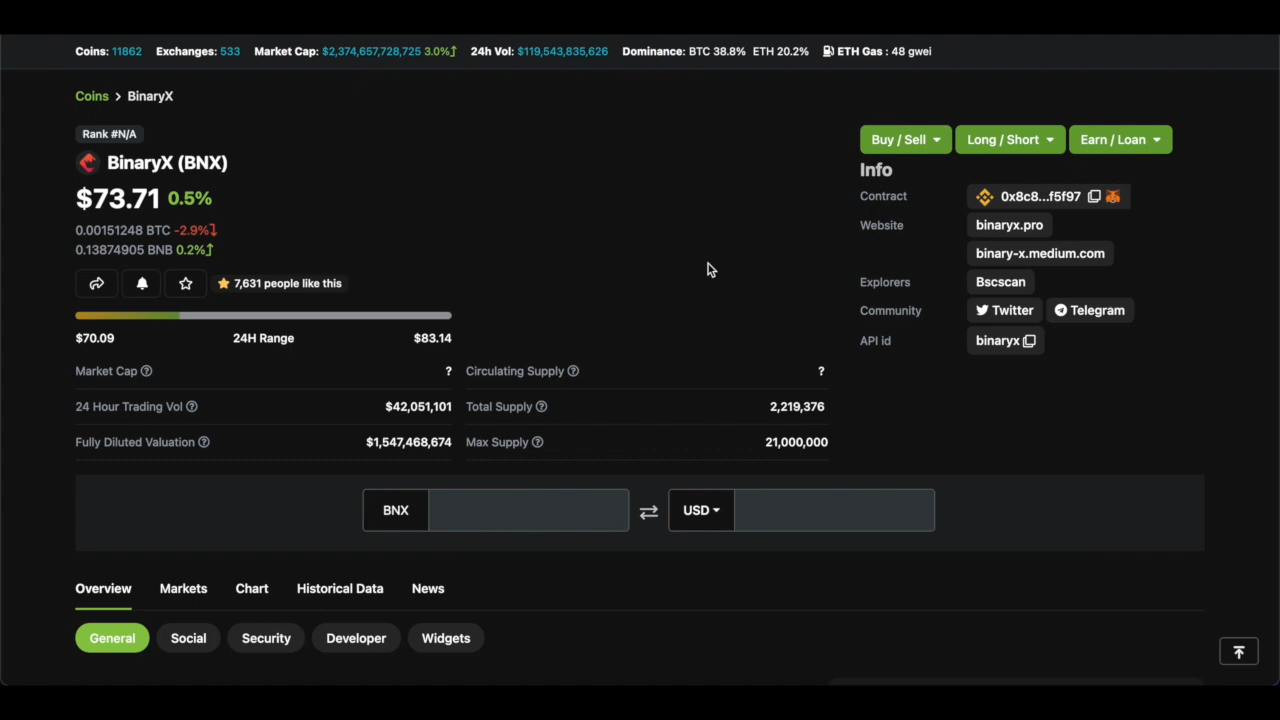 Coins: 11862 Exchanges: 533 Market Cap: $2,374,657,728,725 3.0% 24h Vol: $119,543,835,626 Dominance: BTC 38.8% ETH 20.2% ETH Gas : 48 gwei
Coins > BinaryX
Rank #N/A
BinaryX (BNX)
$73.71 0.5%
0.00151248 BTC -2.9%
0.13874905 BNB 0.2%
7,631 people like this
$70.09 24H Range $83.14
Market Cap ?
24 Hour Trading Vol $42,051,101
Fully Diluted Valuation $1,547,468,674
Circulating Supply ?
Total Supply 2,219,376
Max Supply 21,000,000
Buy / Sell Long / Short Earn / Loan
Info
Contract 0x8c8...f5f97
Website binaryx.pro
binary-x.medium.com
Explorers Bscscan
Community Twitter Telegram
API id binaryx
BNX USD
Overview Markets Chart Historical Data News
General Social Security Developer Widgets